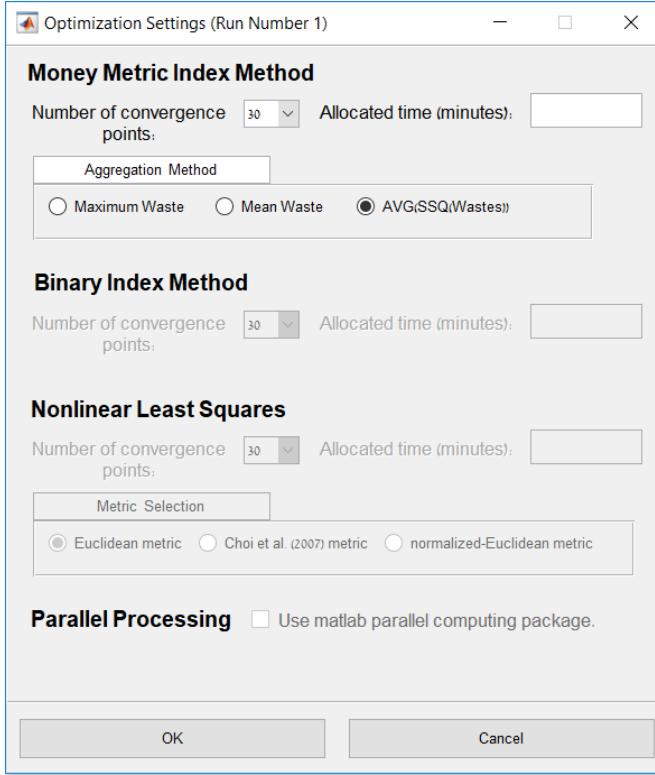 Optimization Settings (Run Number 1)
Money Metric Index Method
Number of convergence points: 30 Allocated time (minutes):
Aggregation Method
Maximum Waste Mean Waste AVG(SSQ(Wastes))
Binary Index Method
Number of convergence points: 30 Allocated time (minutes):
Nonlinear Least Squares
Number of convergence points: 30 Allocated time (minutes):
Metric Selection
Euclidean metric Choi et al. (2007) metric normalized-Euclidean metric
Parallel Processing Use matlab parallel computing package.
OK Cancel